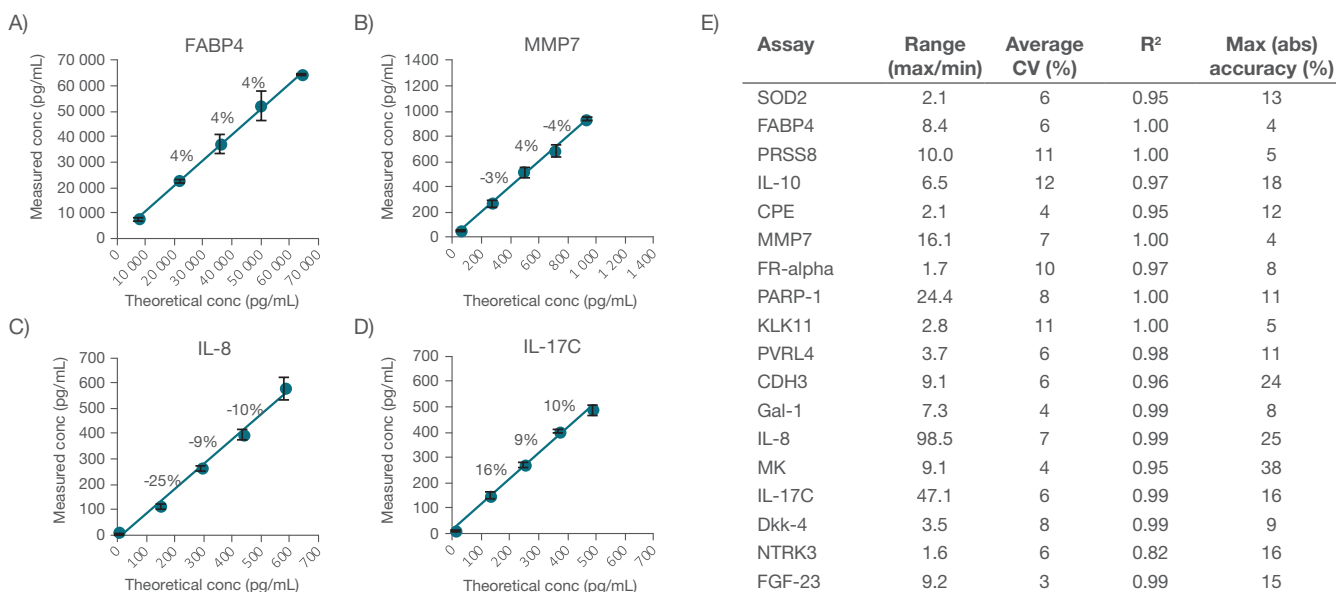 A)
FABP4
Measured conc (pg/mL)
70 000
60 000
50 000
40 000
30 000
20 000
10 000
0
4%
4%
4%
0
10 000
20 000
30 000
40 000
50 000
60 000
70 000
Theoretical conc (pg/mL)
B)
MMP7
Measured conc (pg/mL)
1400
1200
1000
800
600
400
200
0
-3%
4%
-4%
0
200
400
600
800
1 000
1 200
1 400
Theoretical conc (pg/mL)
C)
IL-8
Measured conc (pg/mL)
700
600
500
400
300
200
100
0
-25%
-9%
-10%
0
100
200
300
400
500
600
700
Theoretical conc (pg/mL)
D)
IL-17C
Measured conc (pg/mL)
700
600
500
400
300
200
100
0
16%
9%
10%
0
100
200
300
400
500
600
700
Theoretical conc (pg/mL)
E)
Assay Range (max/min) Average CV (%) R² Max (abs) accuracy (%)
SOD2 2.1 6 0.95 13
FABP4 8.4 6 1.00 4
PRSS8 10.0 11 1.00 5
IL-10 6.5 12 0.97 18
CPE 2.1 4 0.95 12
MMP7 16.1 7 1.00 4
FR-alpha 1.7 10 0.97 8
PARP-1 24.4 8 1.00 11
KLK11 2.8 11 1.00 5
PVRL4 3.7 6 0.98 11
CDH3 9.1 6 0.96 24
Gal-1 7.3 4 0.99 8
IL-8 98.5 7 0.99 25
MK 9.1 4 0.95 38
IL-17C 47.1 6 0.99 16
Dkk-4 3.5 8 0.99 9
NTRK3 1.6 6 0.82 16
FGF-23 9.2 3 0.99 15